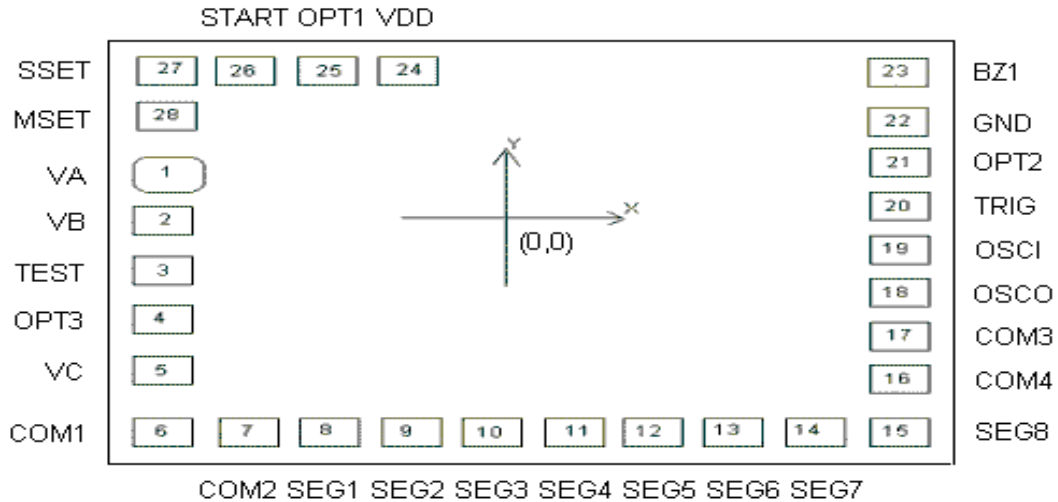 START OPT1 VDD
SSET 27 26 25 24 23 BZ1
MSET 28 22 GND
VA 1 Y 21 OPT2
VB 2 X 20 TRIG
(0,0)
TEST 3 19 OSCI
OPT3 4 18 OSCO
17 COM3
VC 5 16 COM4
COM1 6 7 8 9 10 11 12 13 14 15 SEG8
COM2 SEG1 SEG2 SEG3 SEG4 SEG5 SEG6 SEG7